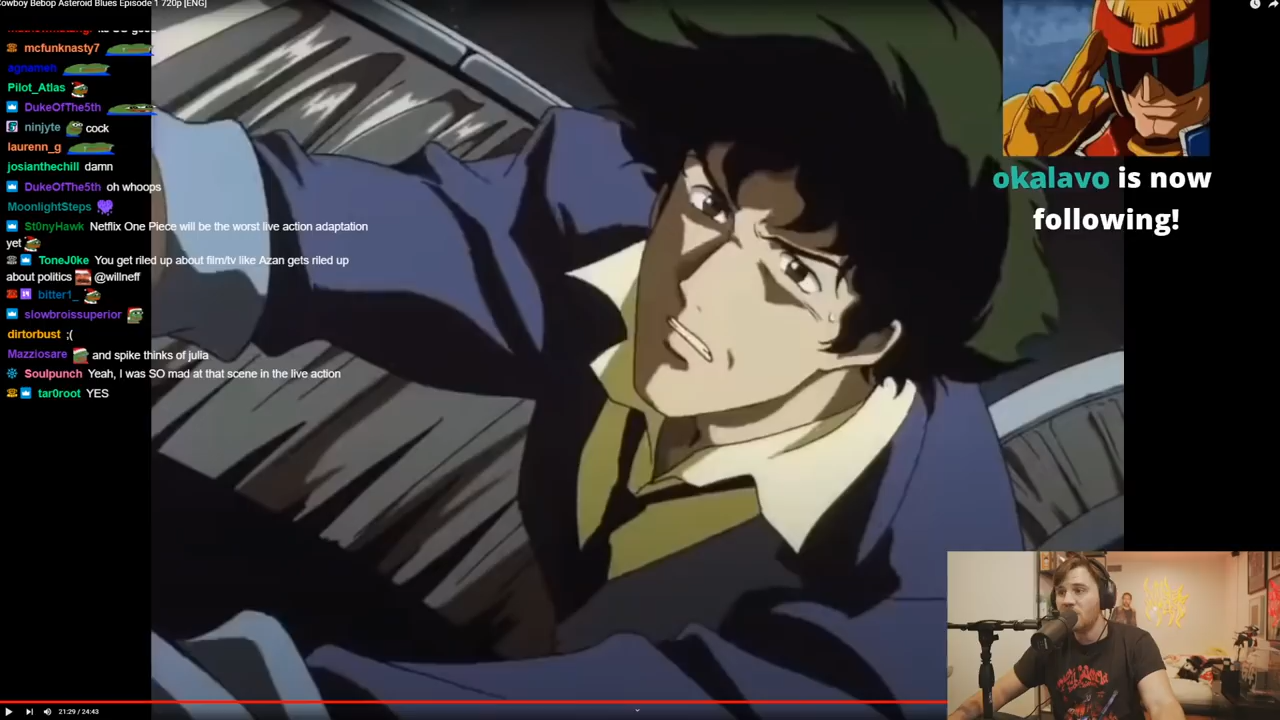 Cowboy Bebop Asteroid Blues Episode 1 720p [ENG]
mcfunknasty7
agnameh
Pilot_Atlas
DukeOfThe5th
ninjyte cock
laurenn_g
josianthechill damn
DukeOfThe5th oh whoops
MoonlightSteps
St0nyHawk Netflix One Piece will be the worst live action adaptation
yet
ToneJ0ke You get riled up about film/tv like Azan gets riled up
about politics @willneff
bitter1_
slowbroissuperior
dirtorbust ;(
Mazziosare and spike thinks of julia
Soulpunch Yeah, I was SO mad at that scene in the live action
tar0root YES
okalavo is now
following!
21:29 / 24:43